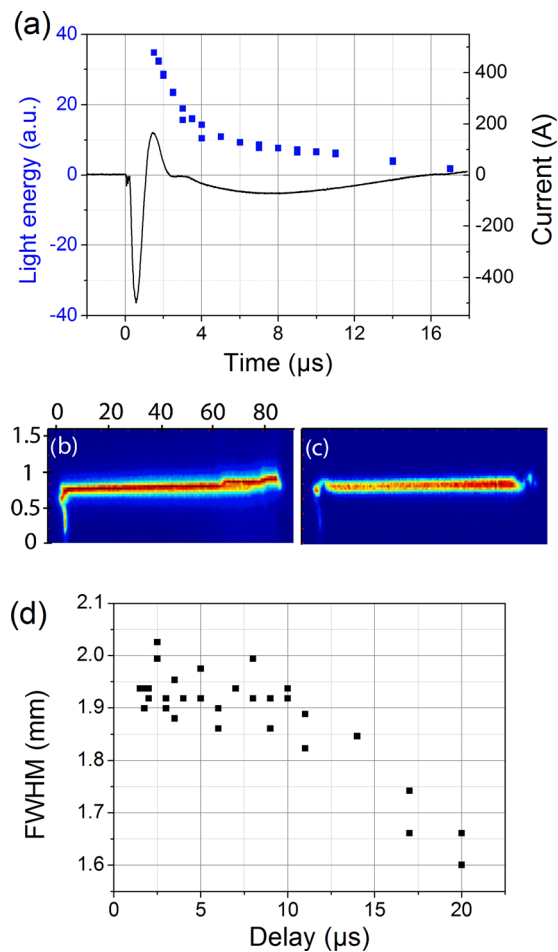 (a)
40
20
0
-20
-40
Light energy (a.u.)
400
200
0
-200
-400
Current (A)
0 4 8 12 16
Time (µs)
0 20 40 60 80
1.5
1
0.5
0
(b)
(c)
(d)
2.1
2.0
1.9
1.8
1.7
1.6
FWHM (mm)
0 5 10 15 20
Delay (µs)